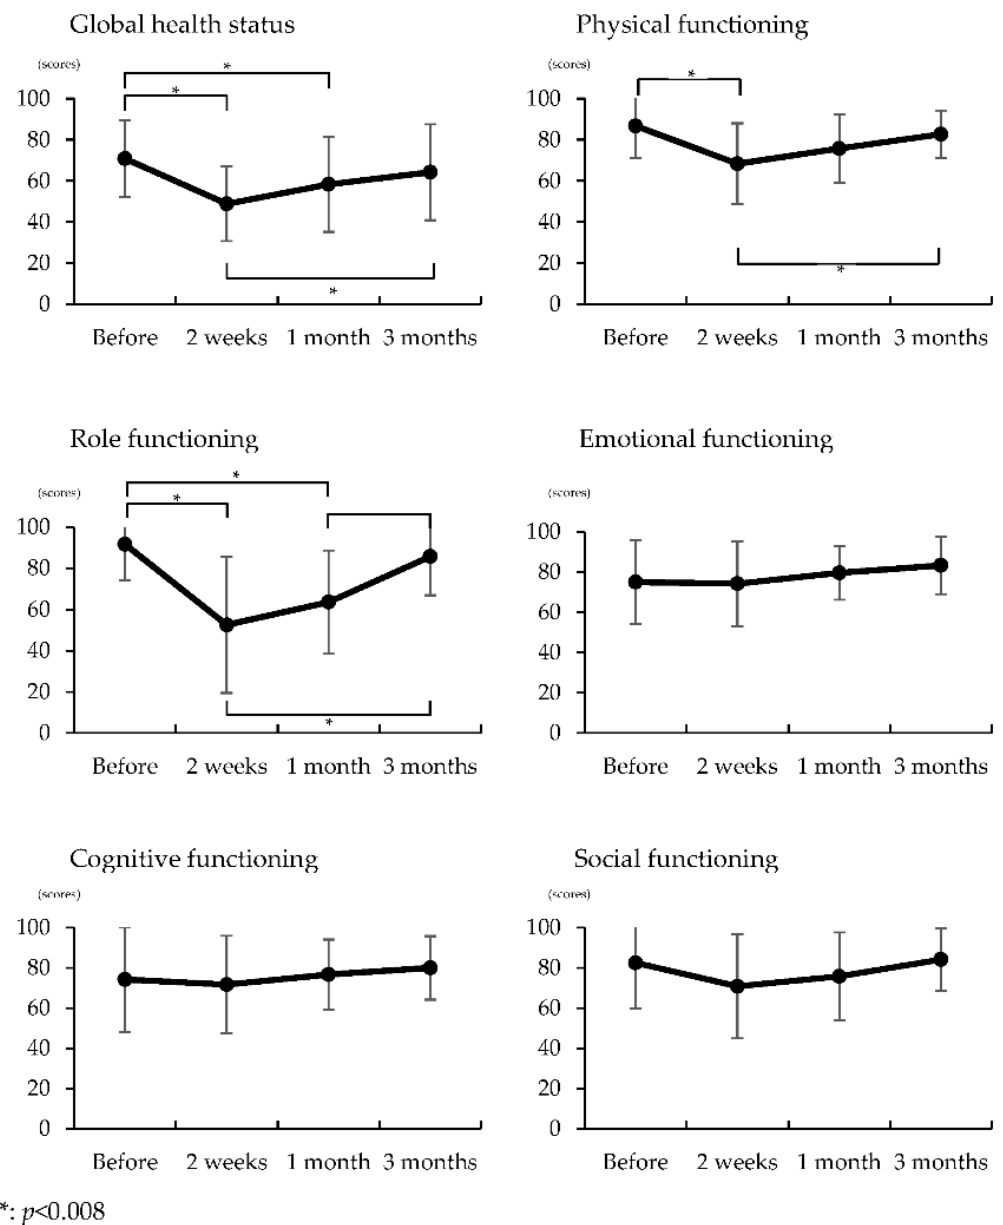 Global health status
Physical functioning
(scores)
(scores)
*
*
*
100
80
60
40
20
0
*
Before 2 weeks 1 month 3 months
100
80
60
40
20
0
*
Before 2 weeks 1 month 3 months
Role functioning
Emotional functioning
(scores)
(scores)
*
*
100
80
60
40
20
0
*
Before 2 weeks 1 month 3 months
100
80
60
40
20
0
Before 2 weeks 1 month 3 months
Cognitive functioning
Social functioning
(scores)
(scores)
100
80
60
40
20
0
Before 2 weeks 1 month 3 months
100
80
60
40
20
0
Before 2 weeks 1 month 3 months
*: p<0.008